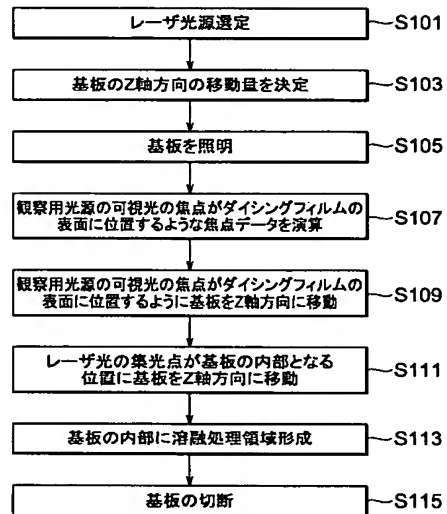 レーザ光源選定 S101
基板のZ軸方向の移動量を決定 S103
基板を照明 S105
観察用光源の可視光の焦点がダイシングフィルムの
表面に位置するような焦点データを演算 S107
観察用光源の可視光の焦点がダイシングフィルムの
表面に位置するように基板をZ軸方向に移動 S109
レーザ光の集光点が基板の内部となる
位置に基板をZ軸方向に移動 S111
基板の内部に溶融処理領域形成 S113
基板の切断 S115